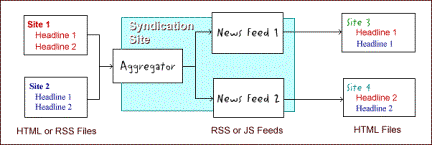 Site 1
Headline 1
Headline 2
Site 2
Headline 1
Headline 2
HTML or RSS Files
Syndication
Site
Aggregator
News Feed 1
News Feed 2
RSS or JS Feeds
Site 3
Headline 1
Headline 1
Site 4
Headline 2
Headline 2
HTML Files